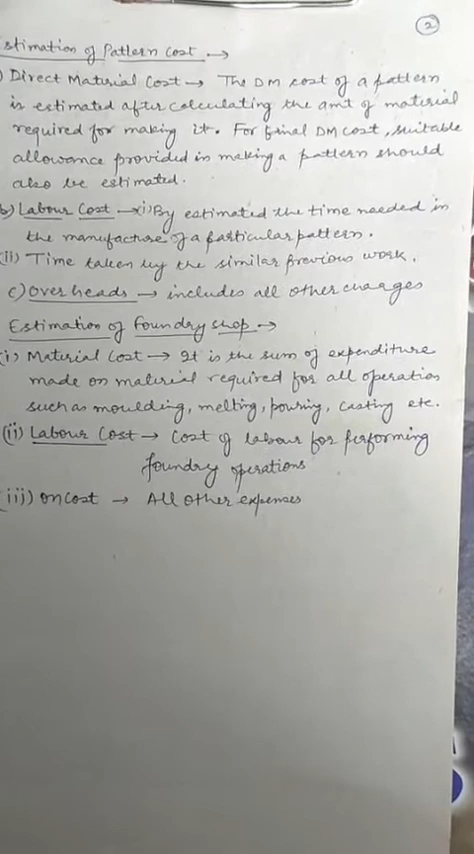 2
stimation of Pattern Cost →
) Direct Material Cost → The DM cost of a pattern
is estimated after calculating the amt of material
required for making it. For final DM cost, suitable
allowance provided in making a pattern should
also be estimated.
b) Labour Cost → (i) By estimated the time needed in
the manufacture of a particular pattern.
(ii) Time taken by the similar previous work.
c) Over heads → includes all other charges
Estimation of foundry shop →
(i) Material Cost → It is the sum of expenditure
made on material required for all operation
such as moulding, melting, pouring, casting etc.
(ii) Labour Cost → Cost of labour for performing
foundry operations
(iii) On Cost → All other expenses